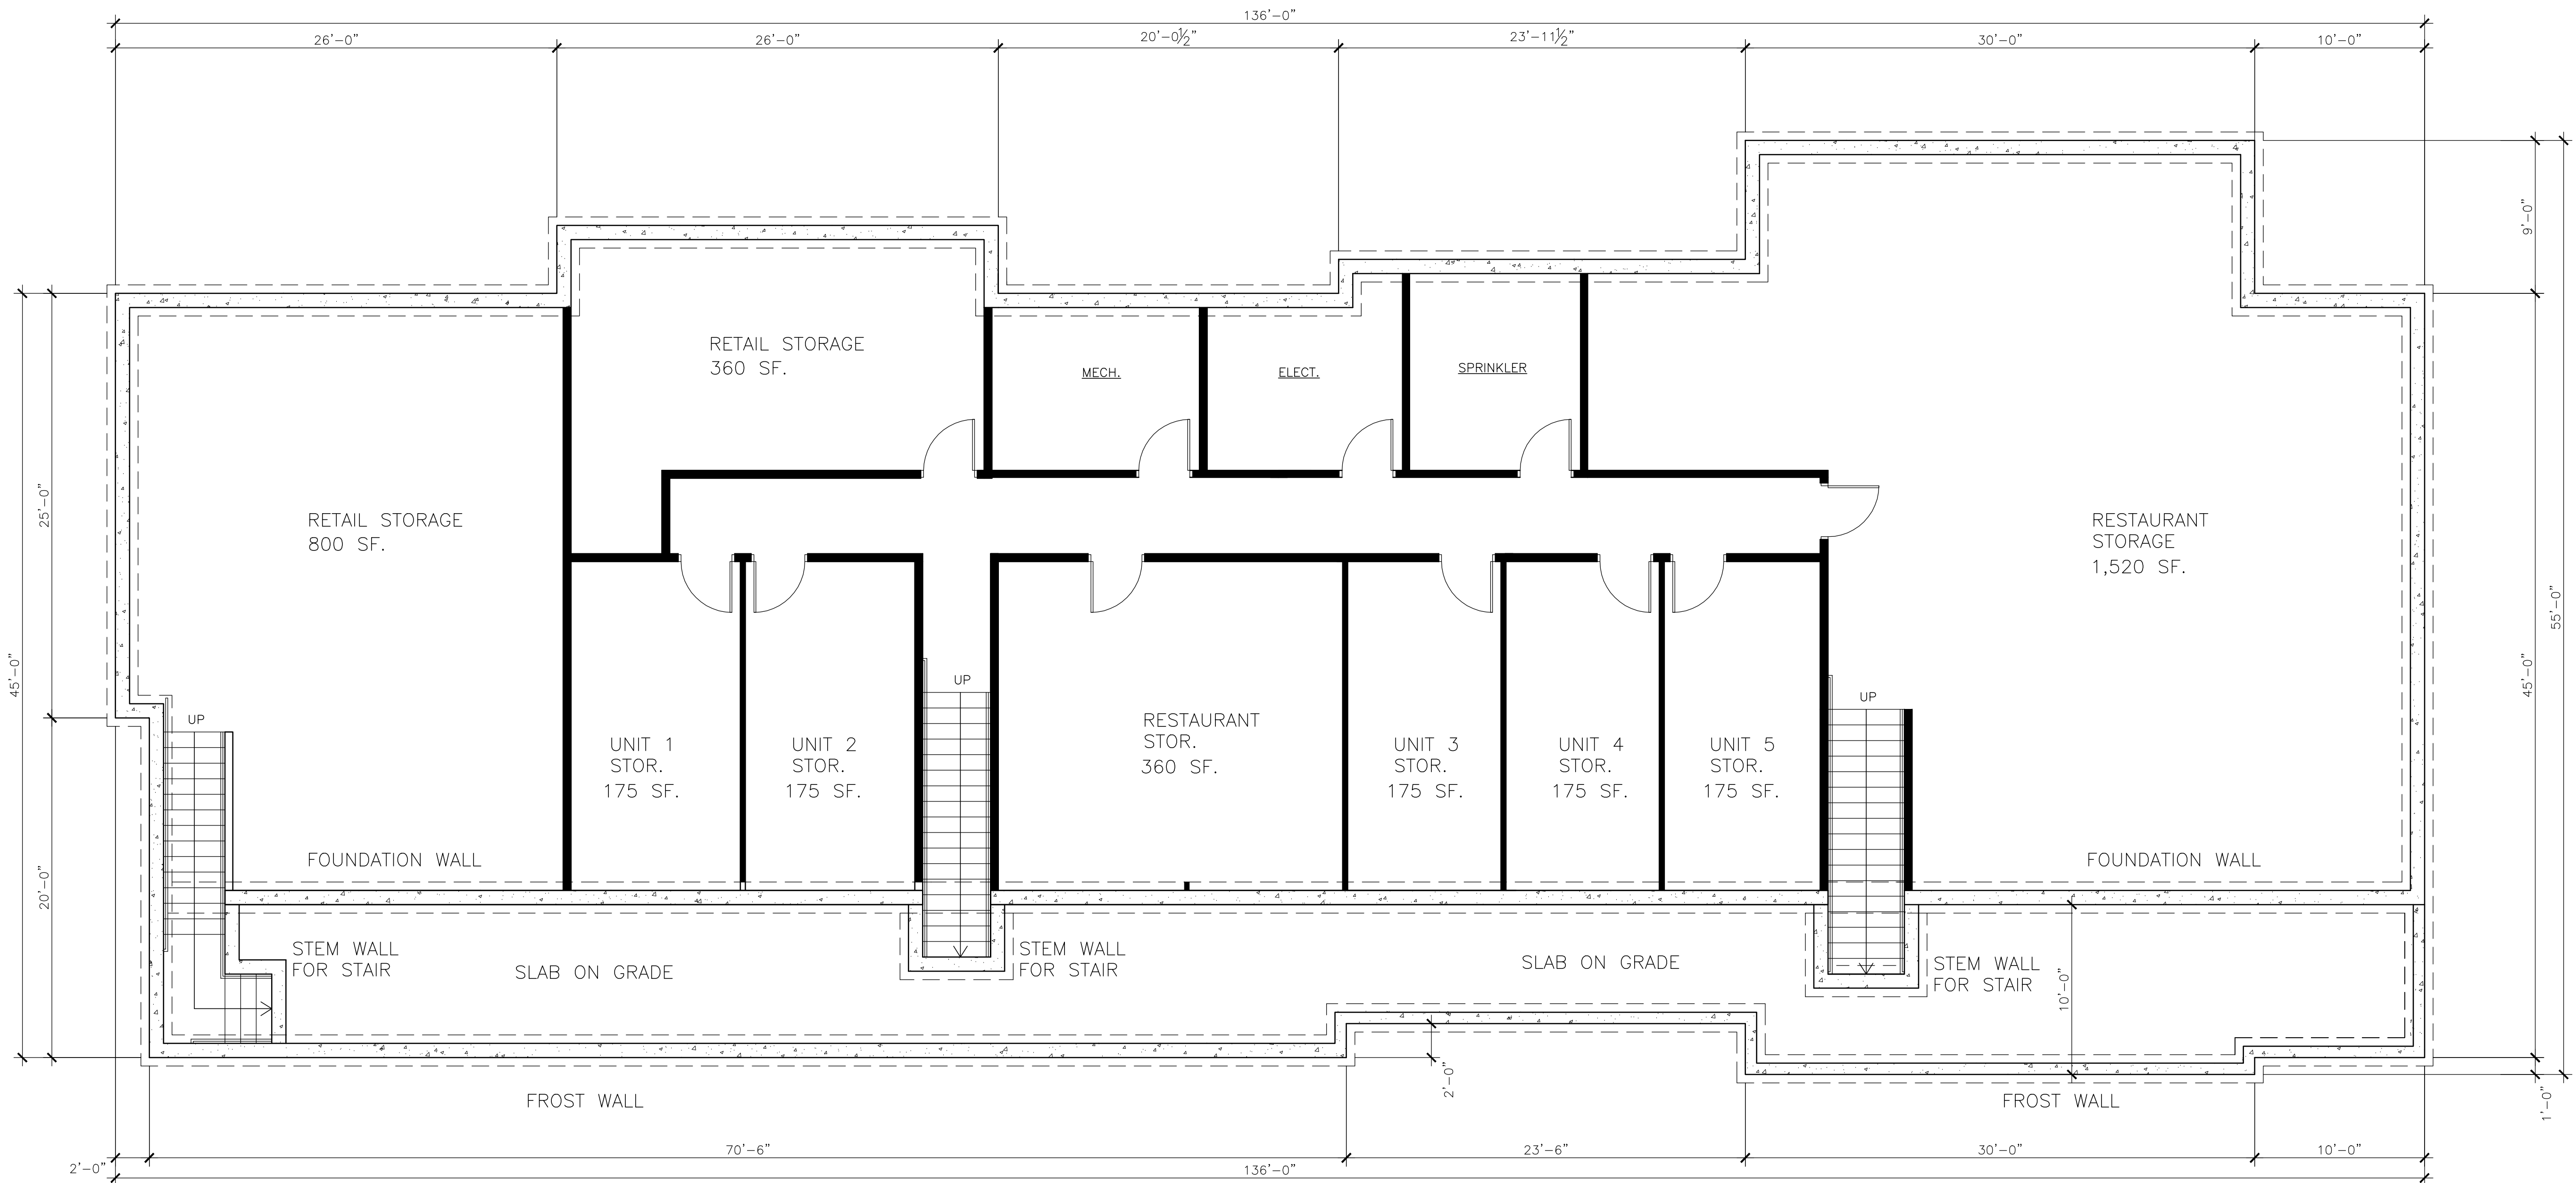 136'-0"
26'-0"
26'-0"
20'-0½"
23'-11½"
30'-0"
10'-0"
9'-0"
RETAIL STORAGE
360 SF.
MECH.
ELECT.
SPRINKLER
25'-0"
RETAIL STORAGE
800 SF.
RESTAURANT
STORAGE
1,520 SF.
55'-0"
45'-0"
45'-0"
UP
UP
UP
UNIT 1
STOR.
175 SF.
UNIT 2
STOR.
175 SF.
RESTAURANT
STOR.
360 SF.
UNIT 3
STOR.
175 SF.
UNIT 4
STOR.
175 SF.
UNIT 5
STOR.
175 SF.
20'-0"
FOUNDATION WALL
FOUNDATION WALL
STEM WALL
FOR STAIR
SLAB ON GRADE
STEM WALL
FOR STAIR
SLAB ON GRADE
STEM WALL
FOR STAIR
10'-0"
2'-0"
1'-0"
FROST WALL
FROST WALL
2'-0"
70'-6"
23'-6"
30'-0"
10'-0"
136'-0"